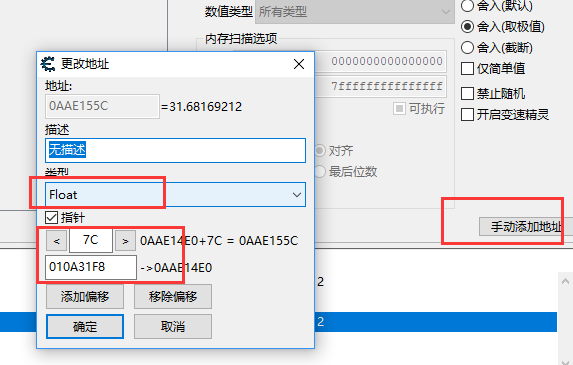 数值类型 所有类型
内存扫描选项
0000000000000000
7fffffffffffffff
可执行
对齐
最后位数
舍入(默认)
舍入(取极值)
舍入(截断)
仅简单值
禁止随机
开启变速精灵
手动添加地址
更改地址
地址:
0AAE155C =31.68169212
描述
无描述
类型
Float
指针
< 7C > 0AAE14E0+7C = 0AAE155C
010A31F8 ->0AAE14E0
添加偏移 移除偏移
确定 取消
2
2